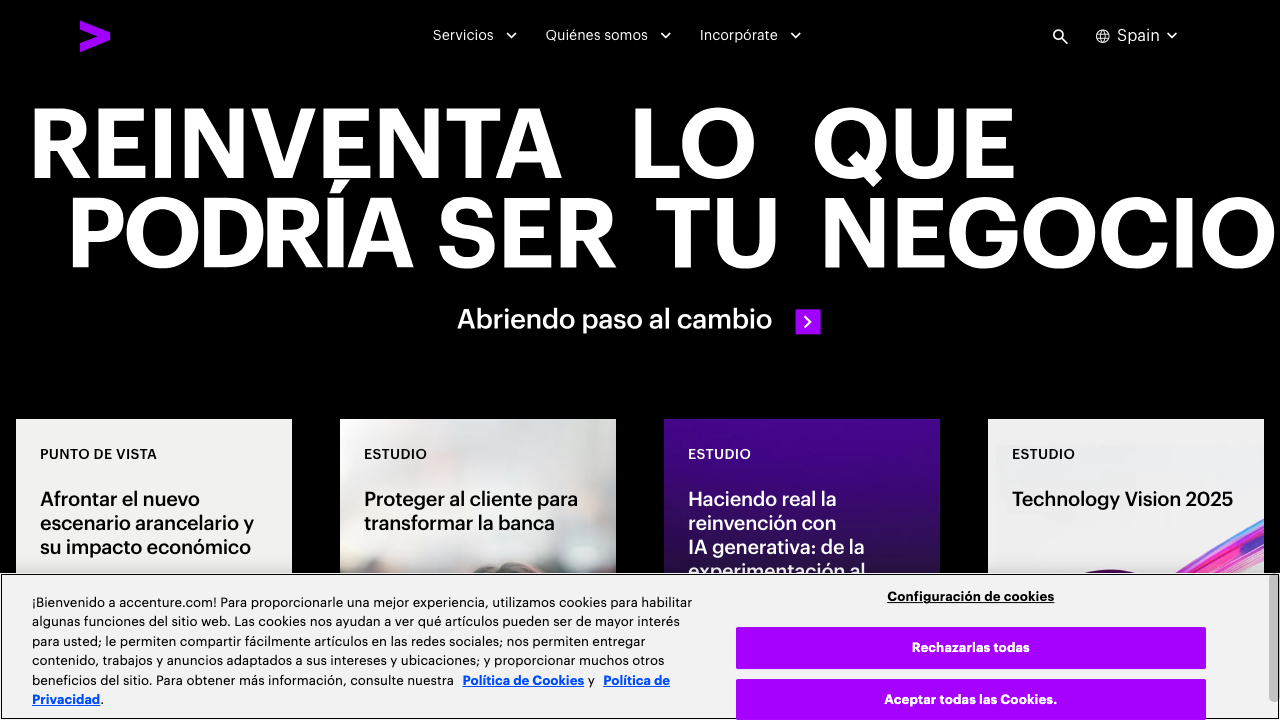 Servicios
Quiénes somos
Incorpórate
Spain
REINVENTA LO QUE
PODRÍA SER TU NEGOCIO
Abriendo paso al cambio
PUNTO DE VISTA
Afrontar el nuevo
escenario arancelario y
su impacto económico
ESTUDIO
Proteger al cliente para
transformar la banca
ESTUDIO
Haciendo real la
reinvención con
IA generativa: de la
experimentación al
ESTUDIO
Technology Vision 2025
¡Bienvenido a accenture.com! Para proporcionarle una mejor experiencia, utilizamos cookies para habilitar
algunas funciones del sitio web. Las cookies nos ayudan a ver qué artículos pueden ser de mayor interés
para usted; le permiten compartir fácilmente artículos en las redes sociales; nos permiten entregar
contenido, trabajos y anuncios adaptados a sus intereses y ubicaciones; y proporcionar muchos otros
beneficios del sitio. Para obtener más información, consulte nuestra Política de Cookies y Política de
Privacidad.
Configuración de cookies
Rechazarlas todas
Aceptar todas las Cookies.